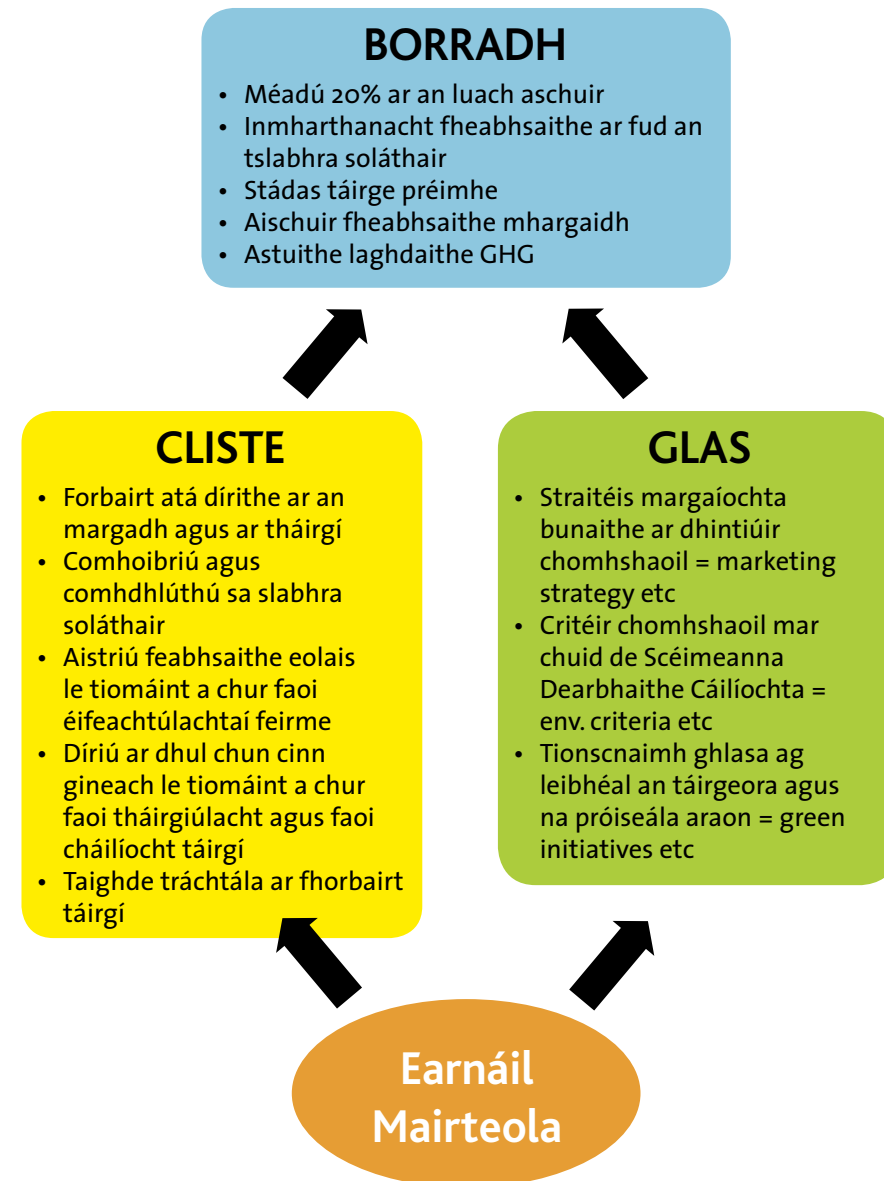 BORRADH
• Méadú 20% ar an luach aschuir
• Inmharthanacht fheabhsaithe ar fud an
tslabhra soláthair
• Stádas táirge préimhe
• Aischuir fheabhsaithe mhargaidh
• Astuithe laghdaithe GHG
CLISTE
• Forbairt atá dírithe ar an
margadh agus ar tháirgí
• Comhoibriú agus
comhdhlúthú sa slabhra
soláthair
• Aistriú feabhsaithe eolais
le tiomáint a chur faoi
éifeachtúlachtaí feirme
• Díriú ar dhul chun cinn
gineach le tiomáint a chur
faoi tháirgiúlacht agus faoi
cháilíocht táirgí
• Taighde tráchtála ar fhorbairt
táirgí
GLAS
• Straitéis margaíochta
bunaithe ar dhintiúir
chomhshaoil = marketing
strategy etc
• Critéir chomhshaoil mar
chuid de Scéimeanna
Dearbhaithe Cáilíochta =
env. criteria etc
• Tionscnaimh ghlasa ag
leibhéal an táirgeora agus
na próiseála araon = green
initiatives etc
Earnáil
Mairteola